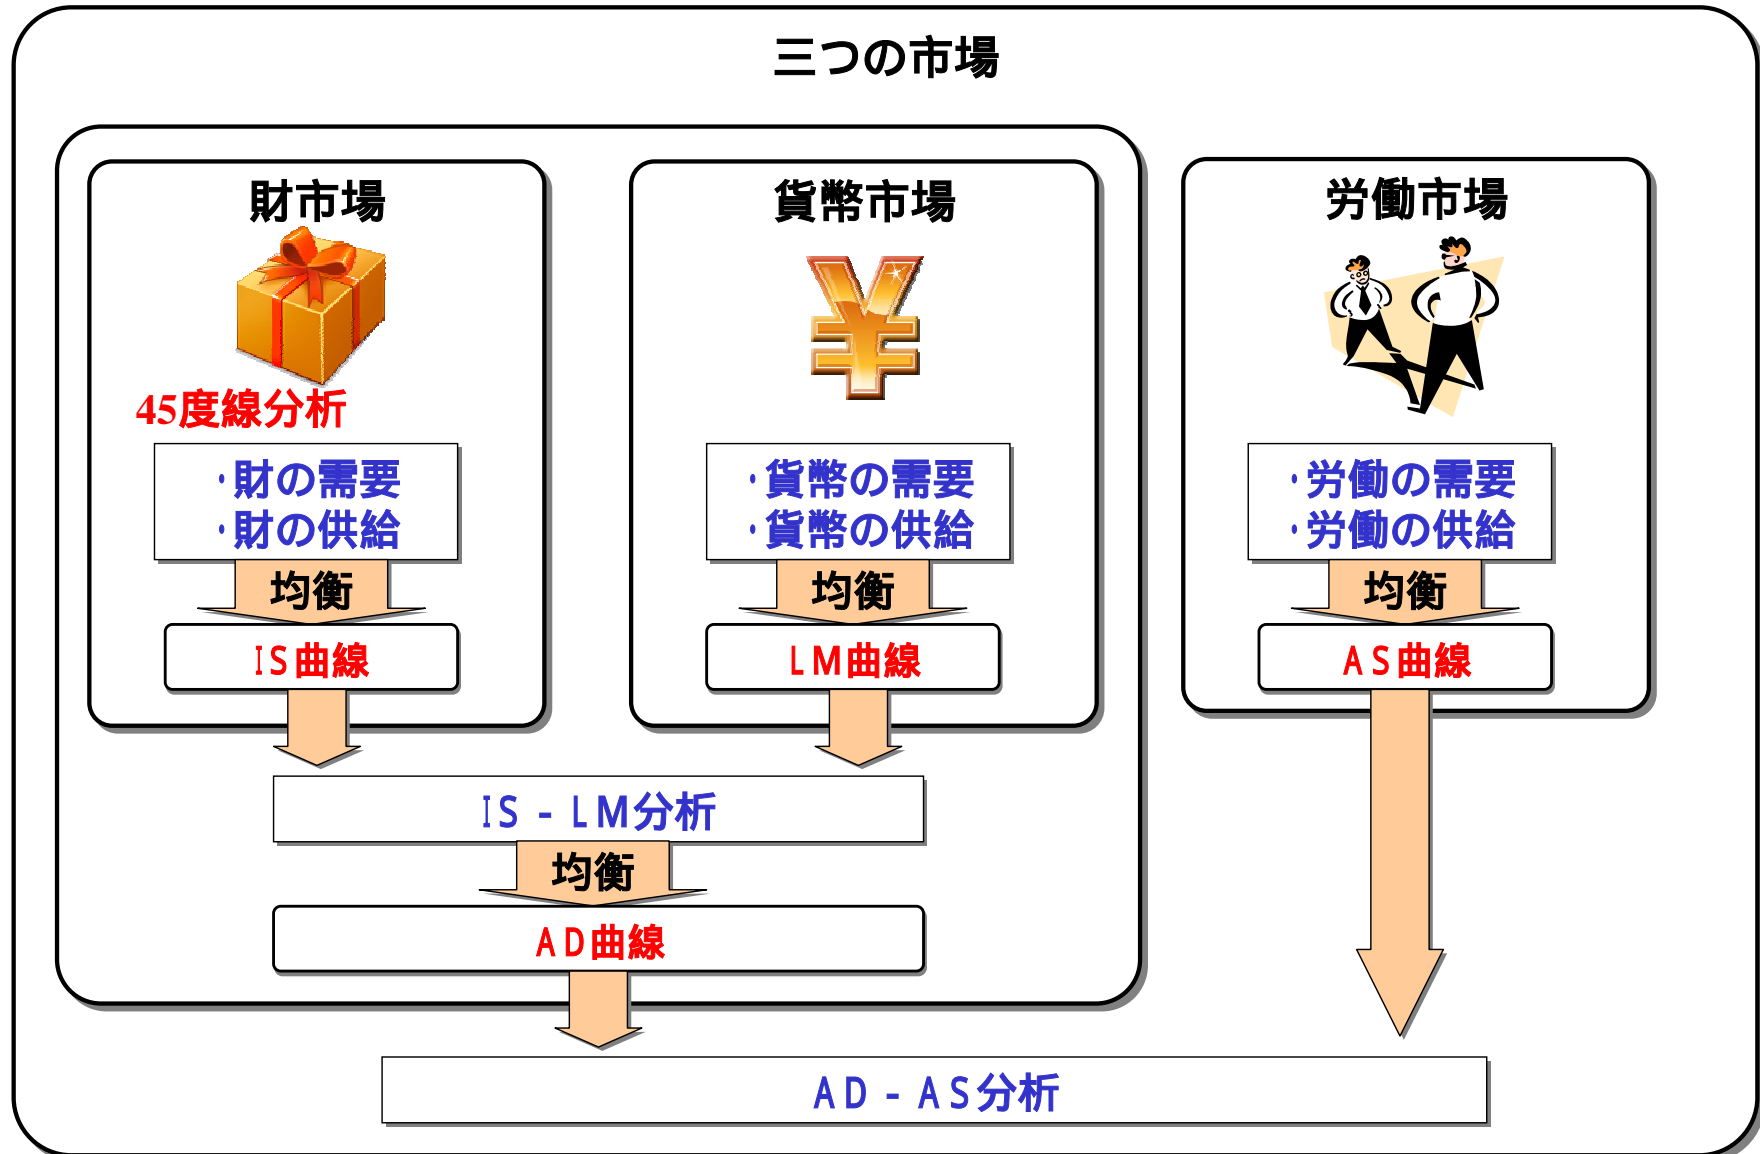 三つの市場
財市場
45度線分析
・財の需要
・財の供給
均衡
IS曲線
貨幣市場
・貨幣の需要
・貨幣の供給
均衡
LM曲線
IS-LM分析
均衡
AD曲線
労働市場
・労働の需要
・労働の供給
均衡
AS曲線
AD-AS分析